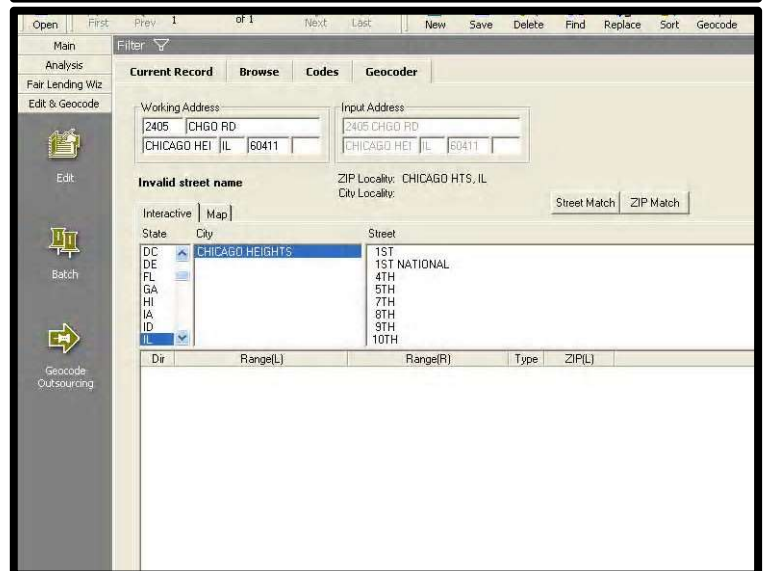 Open First Prev 1 of 1 Next Last New Save Delete Find Replace Sort Geocode
Main
Analysis
Fair Lending Wiz
Edit & Geocode
Edit
Batch
Geocode
Outsourcing
Filter
Current Record Browse Codes Geocoder
Working Address
2405 CHGO RD
CHICAGO HEI IL 60411
Input Address
2405 CHGO RD
CHICAGO HEI IL 60411
Invalid street name
ZIP Locality: CHICAGO HTS, IL
City Locality:
Street Match ZIP Match
Interactive Map
State City Street
DC
DE
FL
GA
HI
IA
ID
IL
CHICAGO HEIGHTS
1ST
1ST NATIONAL
4TH
5TH
7TH
8TH
9TH
10TH
Dir Range(L) Range(R) Type ZIP(L)